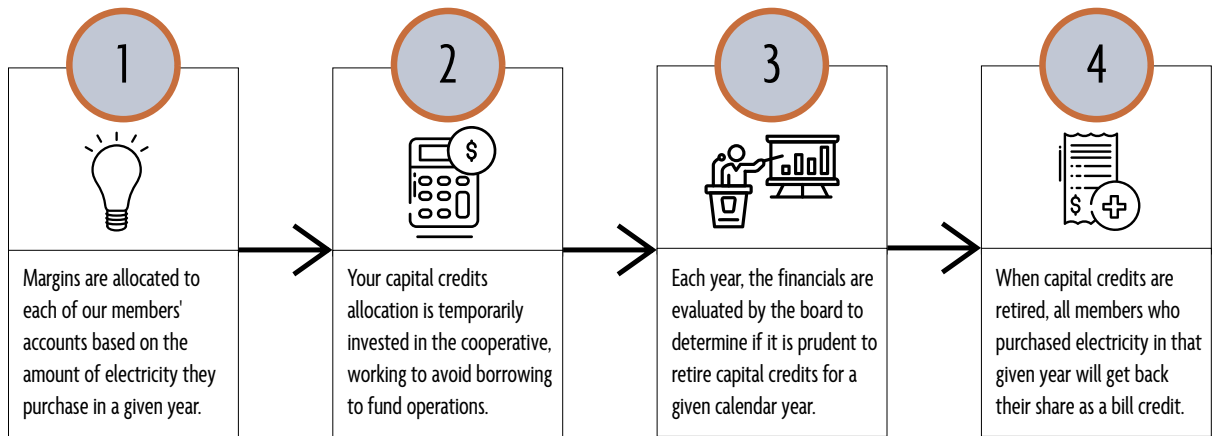 1
Margins are allocated to
each of our members'
accounts based on the
amount of electricity they
purchase in a given year.
2
$
Your capital credits
allocation is temporarily
invested in the cooperative,
working to avoid borrowing
to fund operations.
3
Each year, the financials are
evaluated by the board to
determine if it is prudent to
retire capital credits for a
given calendar year.
4
$
When capital credits are
retired, all members who
purchased electricity in that
given year will get back
their share as a bill credit.